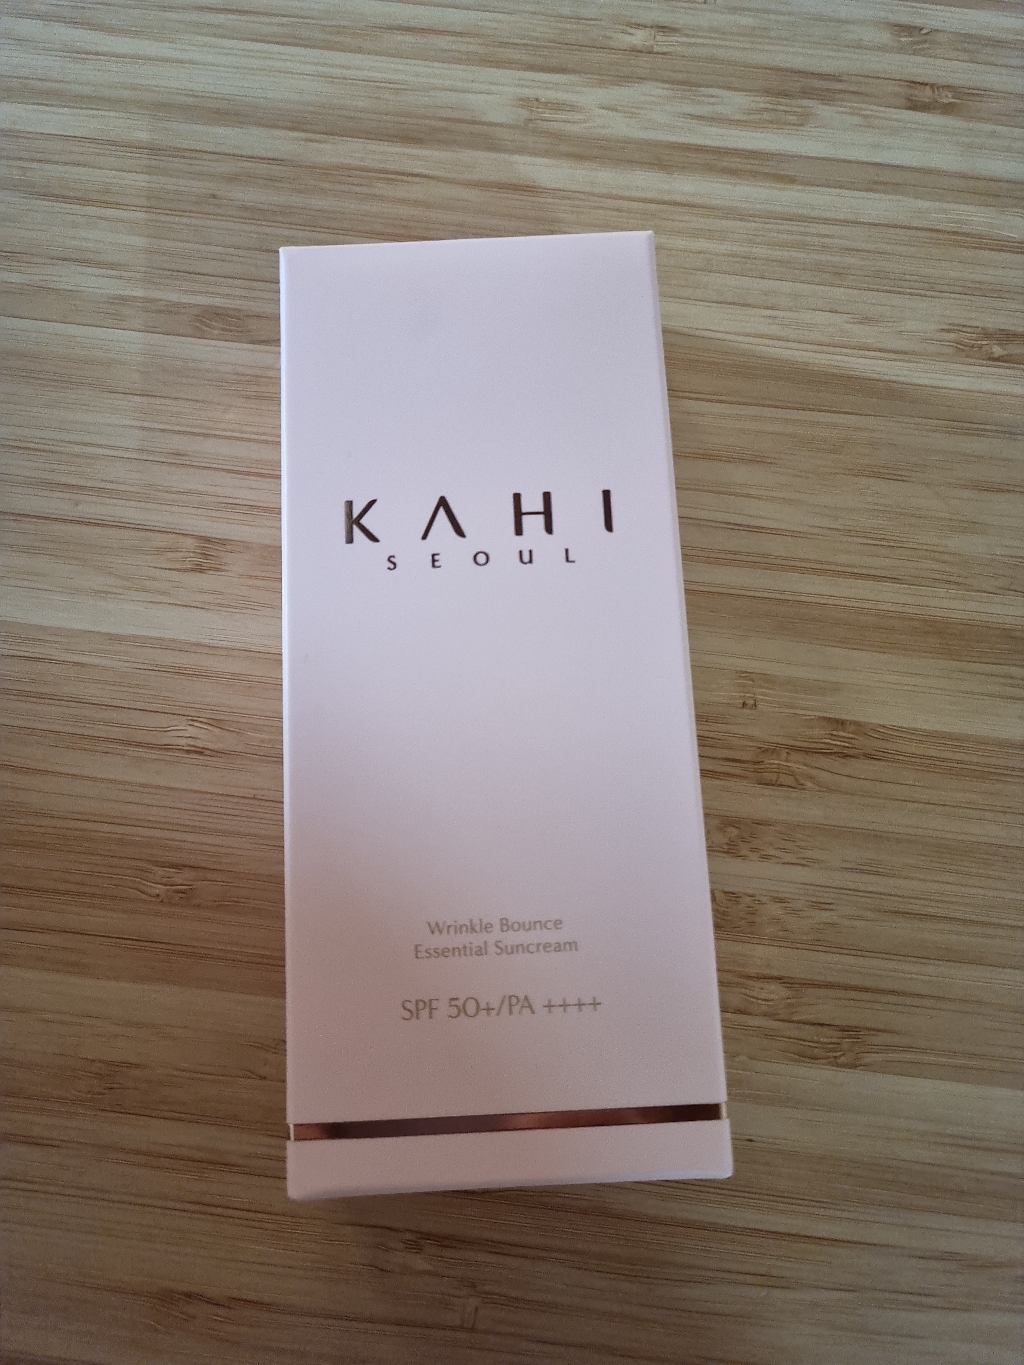 KAHI
SEOUL
Wrinkle Bounce
Essential Suncream
SPF 50+/PA ++++